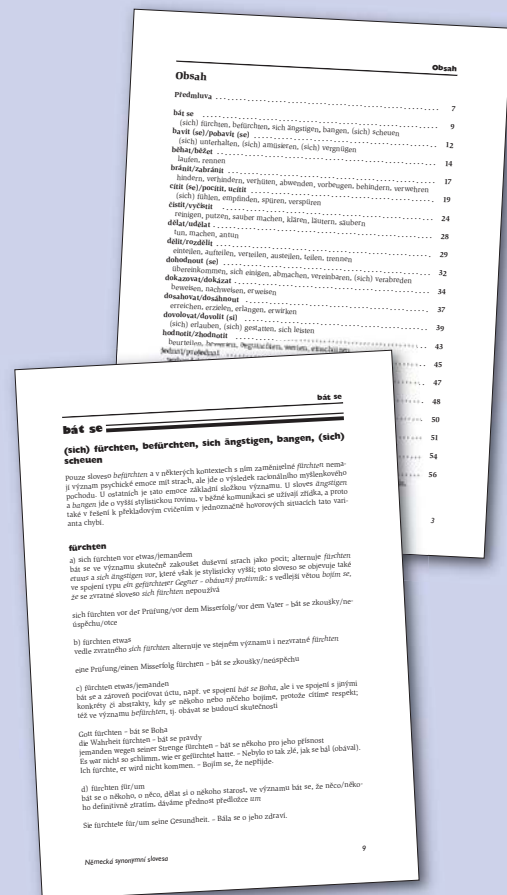 Obsah
Obsah
Předmluva ........ 7
bát se ........ 9
(sich) fürchten, befürchten, sich ängstigen, bangen, (sich) scheuen
bavit (se)/pobavit (se) ........ 12
(sich) unterhalten, (sich) amüsieren, (sich) vergnügen
běhat/běžet ........ 14
laufen, rennen
bránit/zabránit ........ 17
hindern, verhindern, verhüten, abwenden, vorbeugen, behindern, verwehren
cítit (se)/pocítit, ucítit ........ 19
(sich) fühlen, empfinden, spüren, verspüren
čistit/vyčistit ........ 24
reinigen, putzen, sauber machen, klären, läutern, säubern
dělat/udělat ........ 28
tun, machen, antun
dělit/rozdělit ........ 29
einteilen, aufteilen, verteilen, austeilen, teilen, trennen
dohodnout (se) ........ 32
übereinkommen, sich einigen, abmachen, vereinbaren, (sich) verabreden
dokazovat/dokázat ........ 34
beweisen, nachweisen, erweisen
dosahovat/dosáhnout ........ 37
erreichen, erzielen, erlangen, erwirken
dovolovat/dovolit (si) ........ 39
(sich) erlauben, (sich) gestatten, sich leisten
hodnotit/zhodnotit ........ 43
beurteilen, bewerten,
45
47
48
50
51
54
56
3
bát se
bát se
(sich) fürchten, befürchten, sich ängstigen, bangen, (sich)
scheuen
Pouze sloveso befürchten a v některých kontextech s ním zaměnitelné fürchten nema-
jí význam psychické emoce mít strach, ale jde o výsledek racionálního myšlenkového
pochodu. U ostatních je tato emoce základní složkou významu. U sloves ängstigen
a bangen jde o vyšší stylistickou rovinu, v běžné komunikaci se užívají zřídka, a proto
také v řešení k překladovým cvičením v jednoznačně hovorových situacích tato vari-
anta chybí.
fürchten
a) sich fürchten vor etwas/jemandem
bát se ve významu skutečně zakoušet duševní strach jako pocit; alternuje fürchten
etwas a sich ängstigen vor, které však je stylisticky vyšší; toto sloveso se objevuje také
ve spojení typu ein gefürchteter Gegner – obávaný protivník; s vedlejší větou bojím se,
že se zvratné sloveso sich fürchten nepoužívá
sich fürchten vor der Prüfung/vor dem Misserfolg/vor dem Vater – bát se zkoušky/ne-
úspěchu/otce
b) fürchten etwas
vedle zvratného sich fürchten alternuje ve stejném významu i nezvratné fürchten
eine Prüfung/einen Misserfolg fürchten – bát se zkoušky/neúspěchu
c) fürchten etwas/jemanden
bát se a zároveň pociťovat úctu, např. ve spojení bát se Boha, ale i ve spojení s jinými
konkréty či abstrakty, kdy se někoho nebo něčeho bojíme, protože cítíme respekt;
též ve významu befürchten, tj. obávat se budoucí skutečnosti
Gott fürchten – bát se Boha
die Wahrheit fürchten – bát se pravdy
jemanden wegen seiner Strenge fürchten – bát se někoho pro jeho přísnost
Es war nicht so schlimm, wie er gefürchtet hatte. – Nebylo to tak zlé, jak se bál (obával).
Ich fürchte, er wird nicht kommen. – Bojím se, že nepřijde.
d) fürchten für/um
bát se o někoho, o něco, dělat si o někoho starost, ve významu bát se, že něco/něko-
ho definitivně ztratím, dáváme přednost předložce um
Sie fürchtete für/um seine Gesundheit. – Bála se o jeho zdraví.
Německá synonymní slovesa
9